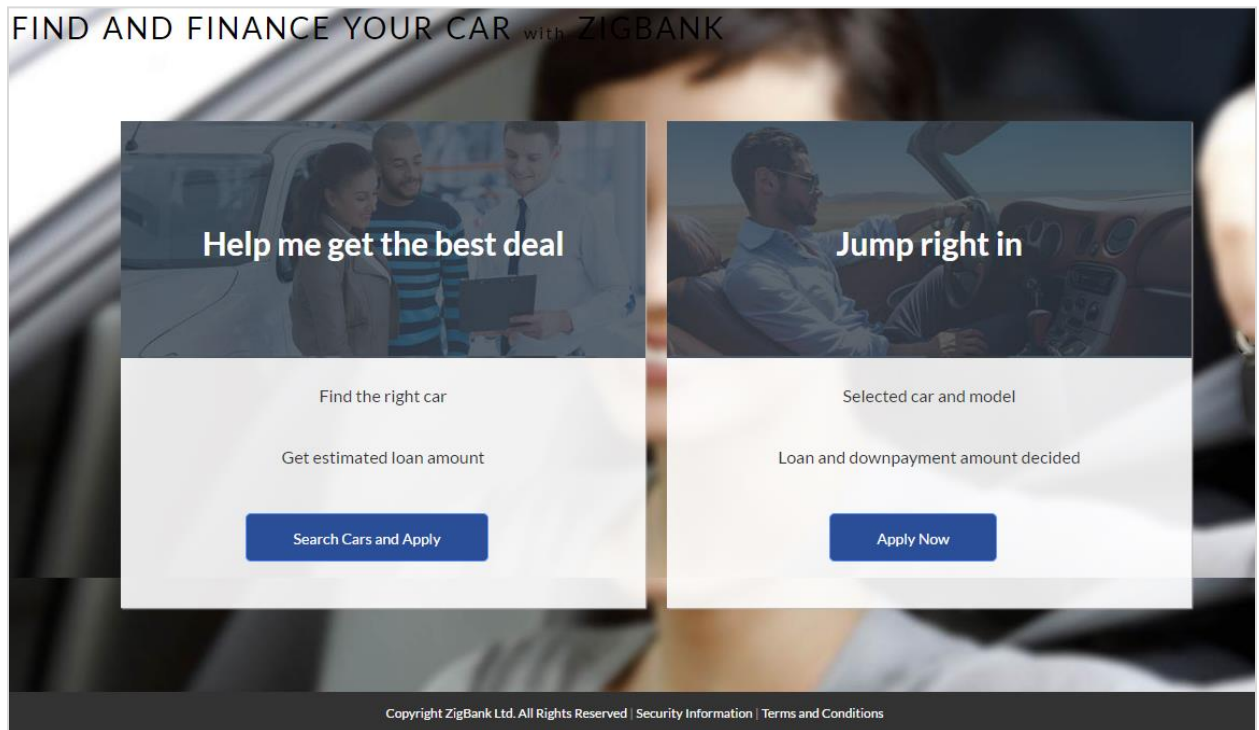 FIND AND FINANCE YOUR CAR with ZIGBANK
Help me get the best deal
Find the right car
Get estimated loan amount
Search Cars and Apply
Jump right in
Selected car and model
Loan and downpayment amount decided
Apply Now
Copyright ZigBank Ltd. All Rights Reserved | Security Information | Terms and Conditions